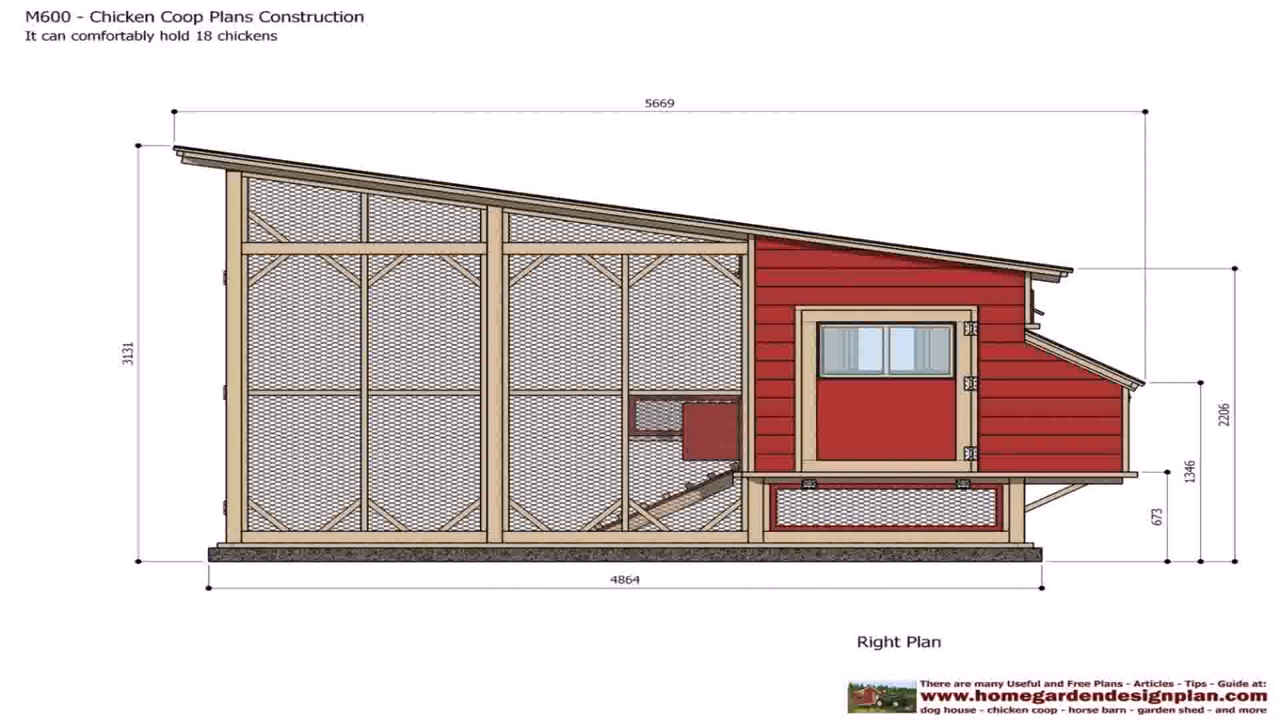 M600 - Chicken Coop Plans Construction
It can comfortably hold 18 chickens
5669
3131
2206
1346
673
4864
Right Plan
There are many Useful and Free Plans - Articles - Tips - Guide at:
www.homegardendesignplan.com
dog house - chicken coop - horse barn - garden shed - and more